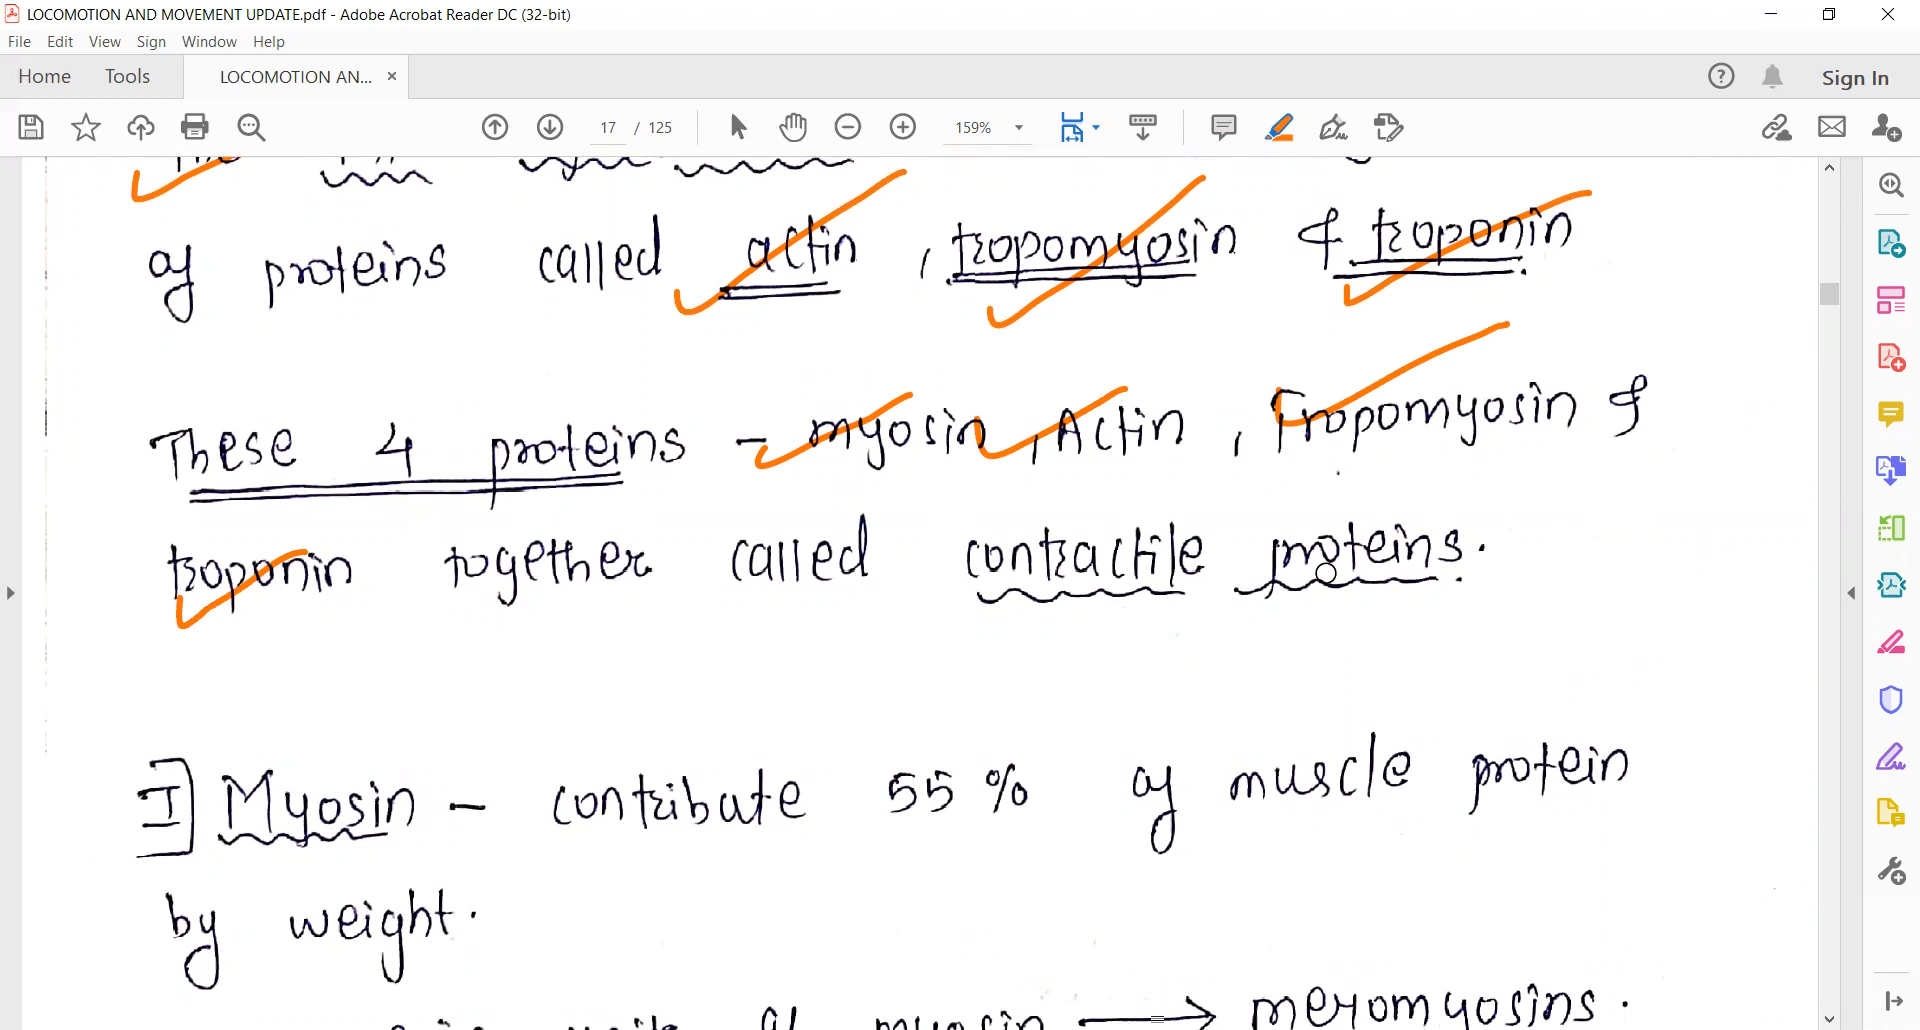 LOCOMOTION AND MOVEMENT UPDATE.pdf - Adobe Acrobat Reader DC (32-bit)
File Edit View Sign Window Help
Home Tools LOCOMOTION AN... × Sign In
17 / 125 159%
of proteins called actin, tropomyosin & troponin.
These 4 proteins - myosin, Actin, Tropomyosin &
troponin together called contractile proteins.
I] Myosin - contribute 55% of muscle protein
by weight.
of myosin → meromyosins.